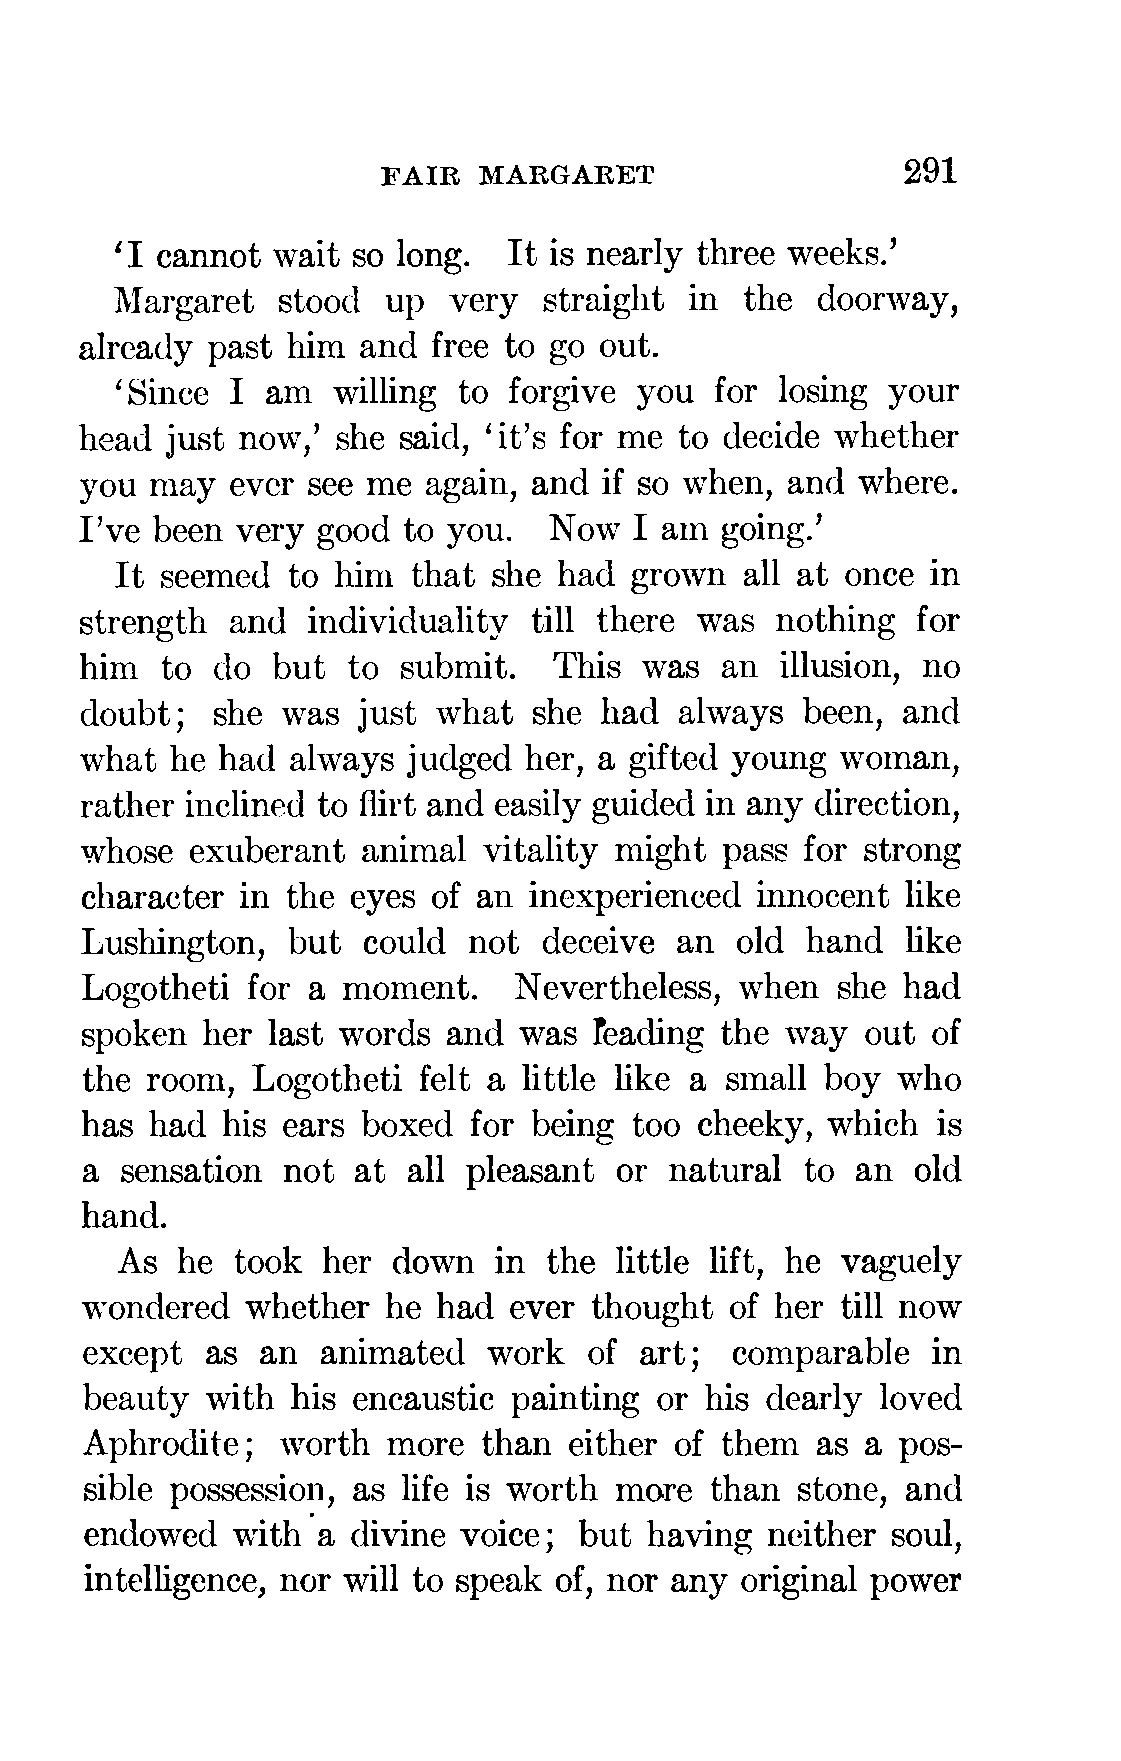 FAIR MARGARET 291
'I cannot wait so long. It is nearly three weeks.'
Margaret stood up very straight in the doorway,
already past him and free to go out.
'Since I am willing to forgive you for losing your
head just now,' she said, 'it's for me to decide whether
you may ever see me again, and if so when, and where.
I've been very good to you. Now I am going.'
It seemed to him that she had grown all at once in
strength and individuality till there was nothing for
him to do but to submit. This was an illusion, no
doubt; she was just what she had always been, and
what he had always judged her, a gifted young woman,
rather inclined to flirt and easily guided in any direction,
whose exuberant animal vitality might pass for strong
character in the eyes of an inexperienced innocent like
Lushington, but could not deceive an old hand like
Logotheti for a moment. Nevertheless, when she had
spoken her last words and was leading the way out of
the room, Logotheti felt a little like a small boy who
has had his ears boxed for being too cheeky, which is
a sensation not at all pleasant or natural to an old
hand.
As he took her down in the little lift, he vaguely
wondered whether he had ever thought of her till now
except as an animated work of art; comparable in
beauty with his encaustic painting or his dearly loved
Aphrodite; worth more than either of them as a pos-
sible possession, as life is worth more than stone, and
endowed with a divine voice; but having neither soul,
intelligence, nor will to speak of, nor any original power